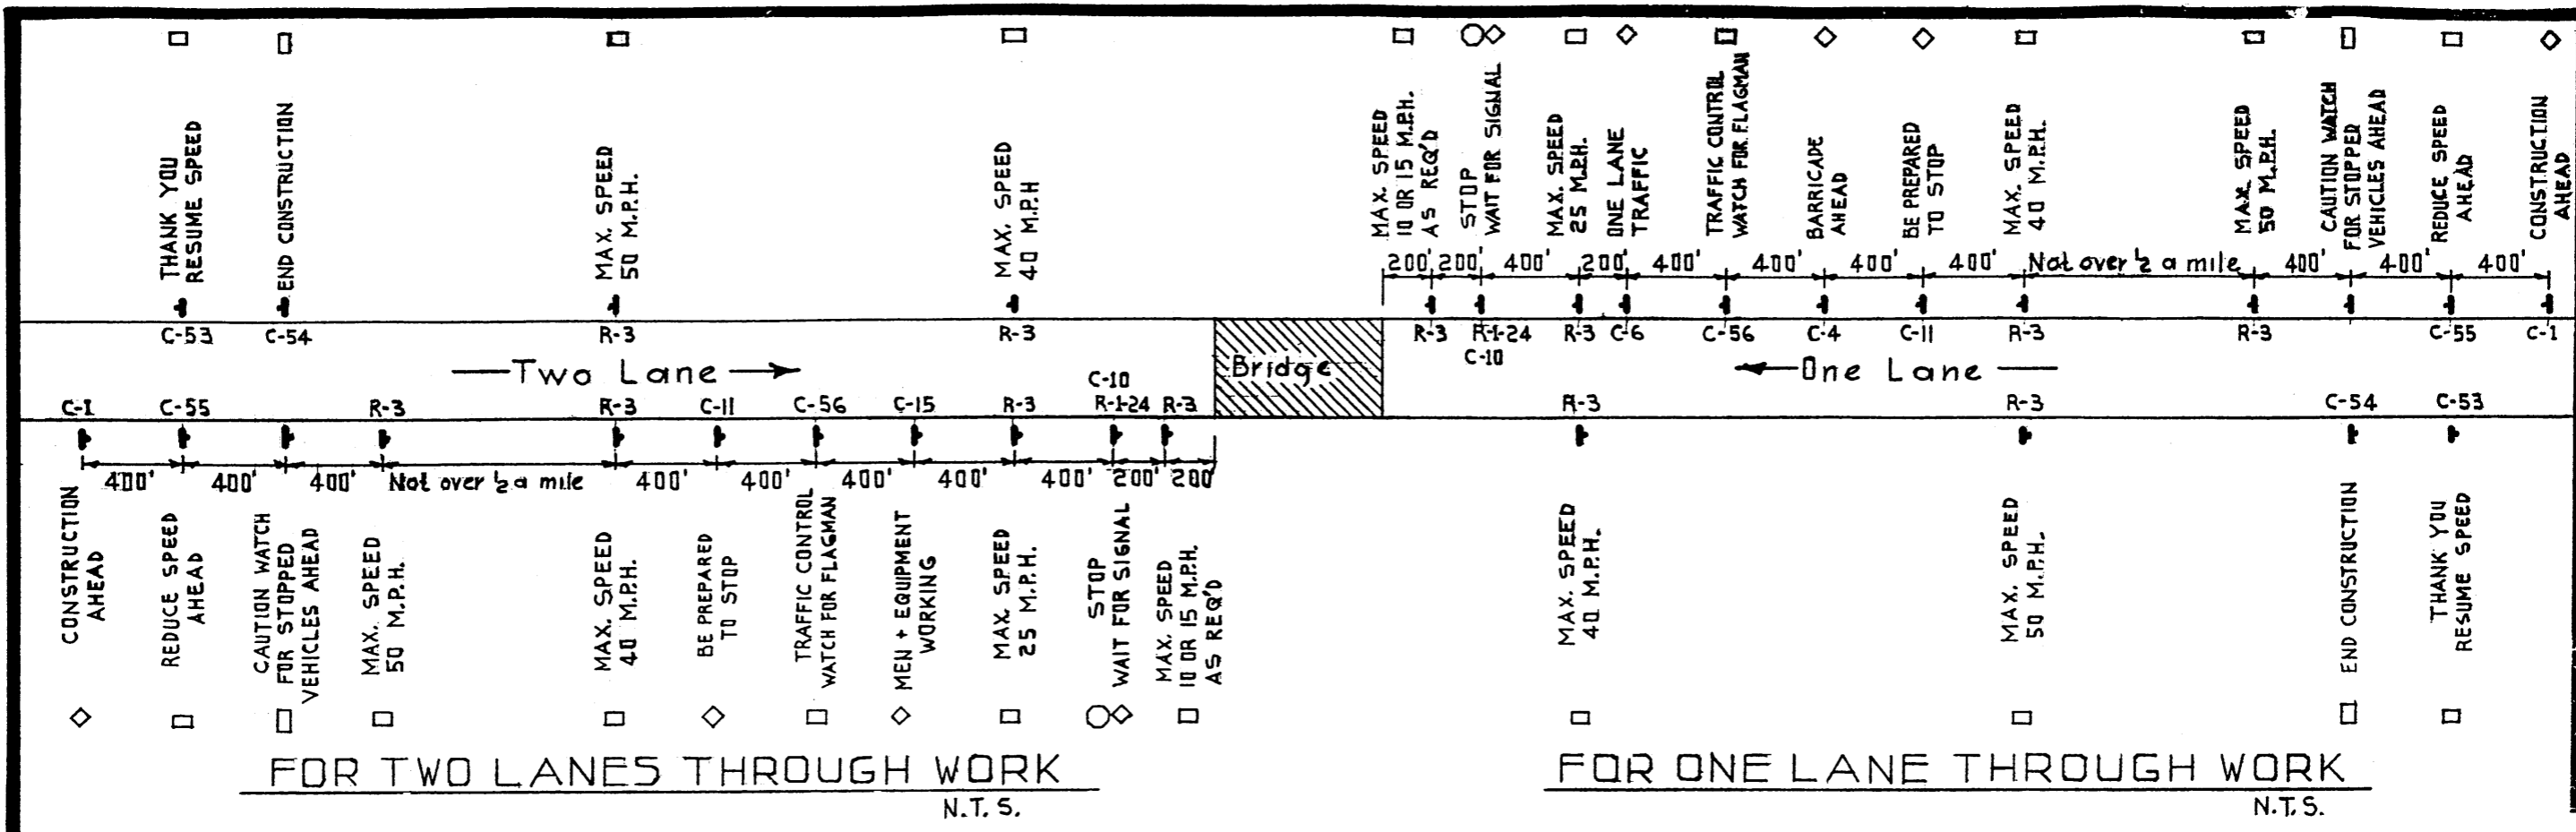 THANK YOU
RESUME SPEED
END CONSTRUCTION
MAX. SPEED
50 M.P.H.
MAX. SPEED
40 M.P.H
MAX. SPEED
10 OR 15 M.P.H.
AS REQ'D
STOP
WAIT FOR SIGNAL
MAX. SPEED
25 M.P.H.
ONE LANE
TRAFFIC
TRAFFIC CONTROL
WATCH FOR FLAGMAN
BARRICADE
AHEAD
BE PREPARED
TO STOP
MAX. SPEED
40 M.P.H.
MAX. SPEED
50 M.P.H.
CAUTION WATCH
FOR STOPPED
VEHICLES AHEAD
REDUCE SPEED
AHEAD
CONSTRUCTION
AHEAD
200' 200' 400' 200' 400' 400' 400' 400' Not over ½ a mile 400' 400' 400'
C-53 C-54 R-3 R-3 R-3 R-1-24 R-3 C-6 C-56 C-4 C-11 R-3 R-3 C-55 C-1
C-10
Two Lane
Bridge
One Lane
C-10
C-1 C-55 R-3 R-3 C-11 C-56 C-15 R-3 R-1-24 R-3 R-3 R-3 C-54 C-53
400' 400' 400' Not over ½ a mile 400' 400' 400' 400' 400' 200' 200'
CONSTRUCTION
AHEAD
REDUCE SPEED
AHEAD
CAUTION WATCH
FOR STOPPED
VEHICLES AHEAD
MAX. SPEED
50 M.P.H.
MAX. SPEED
40 M.P.H.
BE PREPARED
TO STOP
TRAFFIC CONTROL
WATCH FOR FLAGMAN
MEN + EQUIPMENT
WORKING
MAX. SPEED
25 M.P.H.
STOP
WAIT FOR SIGNAL
MAX. SPEED
10 OR 15 M.P.H.
AS REQ'D
MAX. SPEED
40 M.P.H.
MAX. SPEED
50 M.P.H.
END CONSTRUCTION
THANK YOU
RESUME SPEED
FOR TWO LANES THROUGH WORK
N.T.S.
FOR ONE LANE THROUGH WORK
N.T.S.